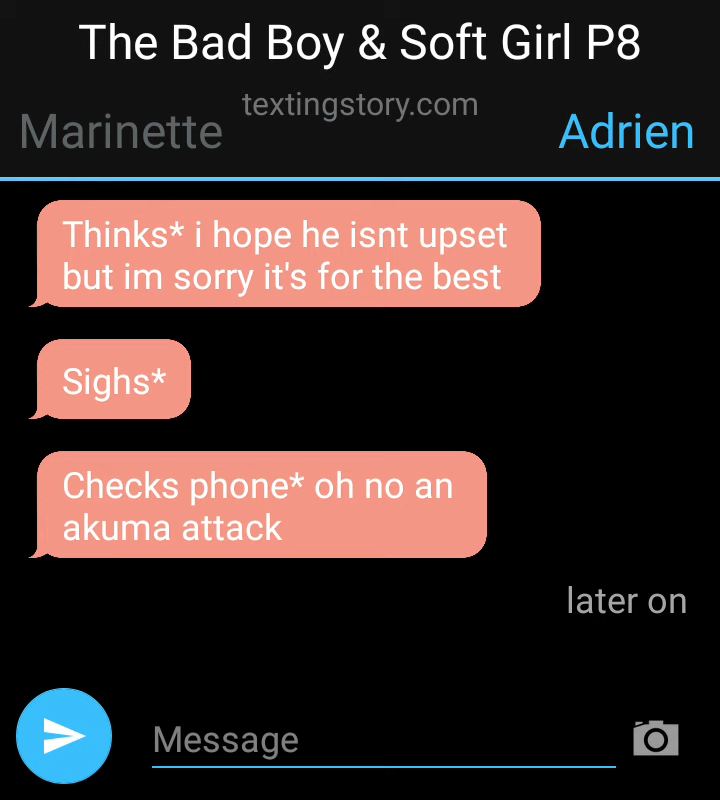 The Bad Boy & Soft Girl P8
textingstory.com
Marinette
Adrien
Thinks* i hope he isnt upset
but im sorry it's for the best
Sighs*
Checks phone* oh no an
akuma attack
later on
Message